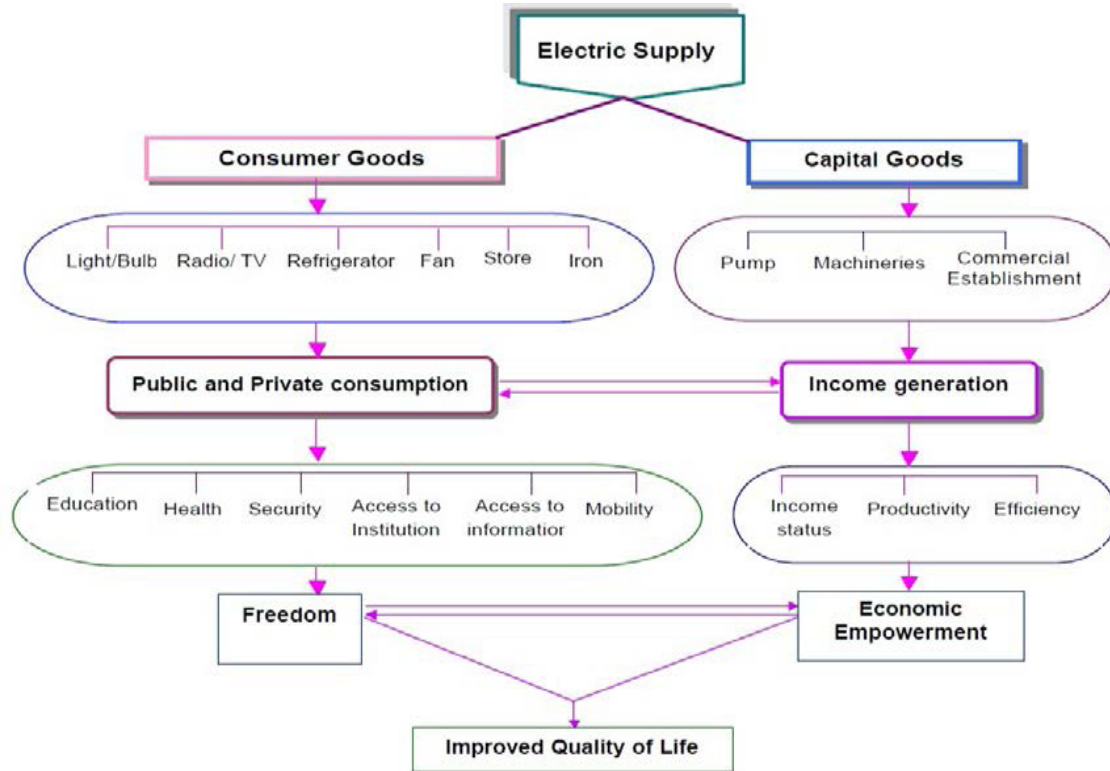 Electric Supply
Consumer Goods
Capital Goods
Light/Bulb Radio/ TV Refrigerator Fan Store Iron
Pump Machineries Commercial
Establishment
Public and Private consumption
Income generation
Education Health Security Access to Access to Mobility
Institution informatior
Income Productivity Efficiency
status
Freedom
Economic
Empowerment
Improved Quality of Life